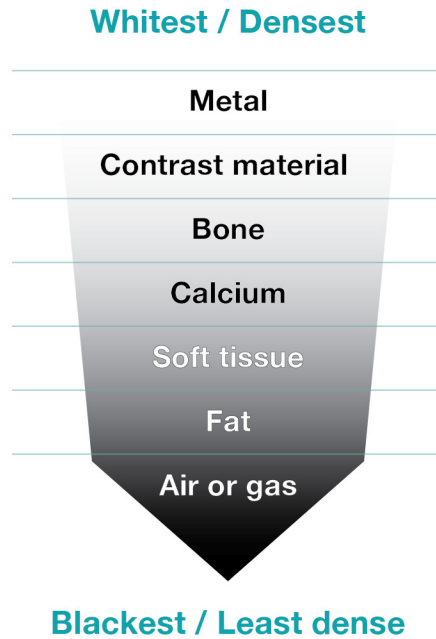 Whitest / Densest
Metal
Contrast material
Bone
Calcium
Soft tissue
Fat
Air or gas
Blackest / Least dense